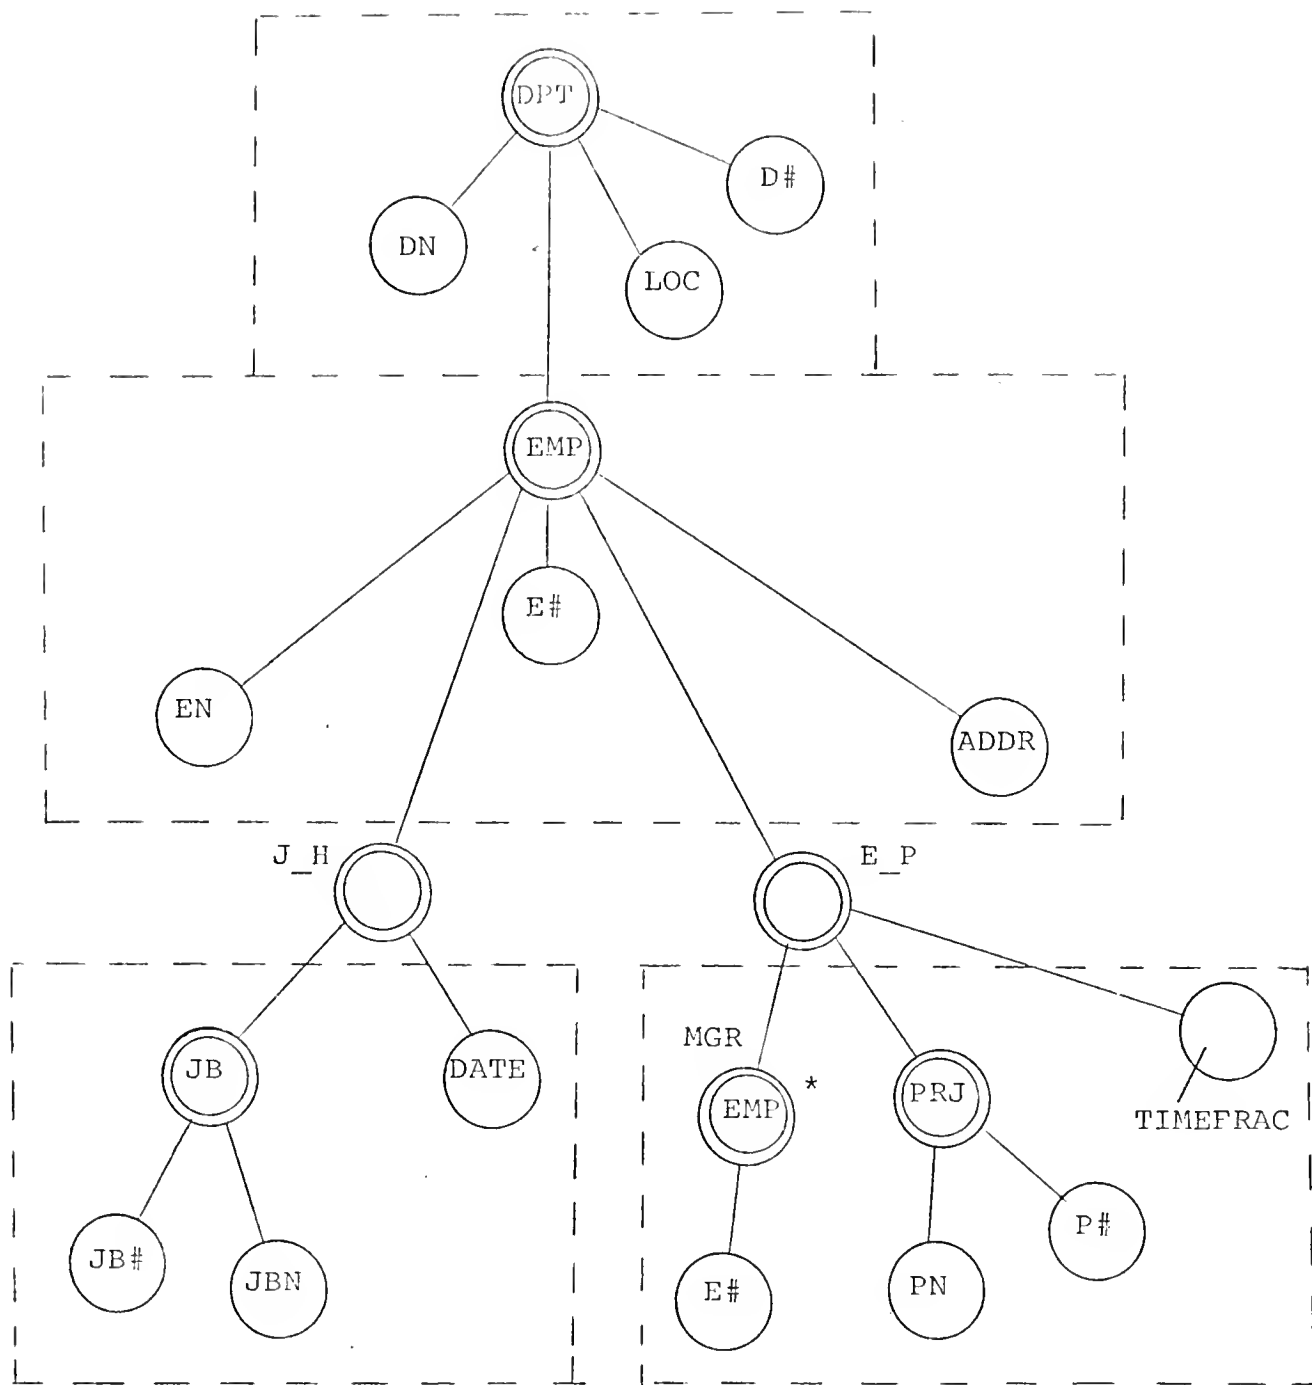 DPT
D#
DN
LOC
EMP
E#
EN
ADDR
J_H
E_P
MGR
JB
DATE
EMP *
PRJ
TIMEFRAC
JB#
JBN
E#
PN
P#